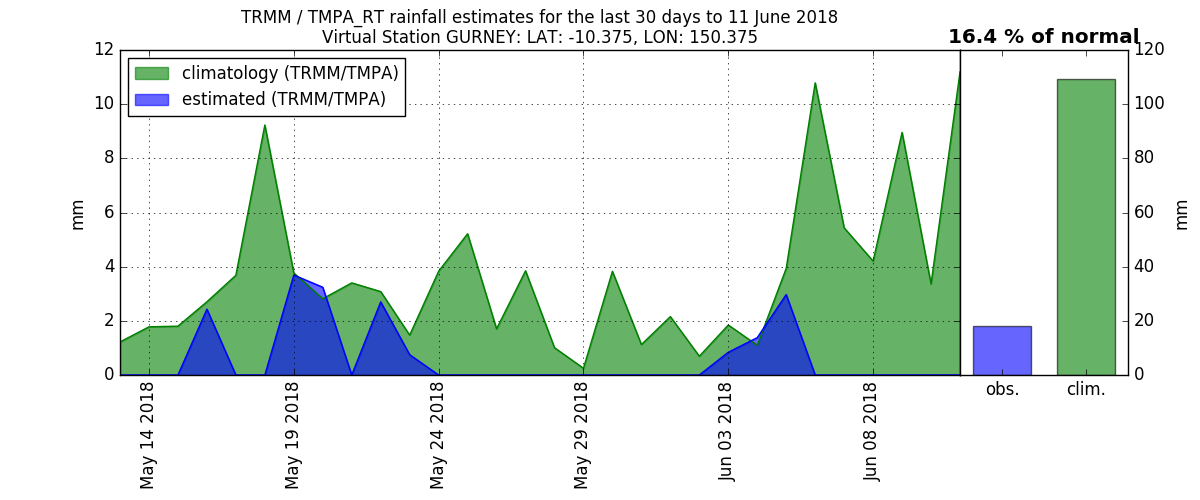 TRMM / TMPA_RT rainfall estimates for the last 30 days to 11 June 2018
Virtual Station GURNEY: LAT: -10.375, LON: 150.375
16.4 % of normal
climatology (TRMM/TMPA)
estimated (TRMM/TMPA)
12
10
8
6
4
2
0
mm
May 14 2018
May 19 2018
May 24 2018
May 29 2018
Jun 03 2018
Jun 08 2018
120
100
80
60
40
20
0
mm
obs.
clim.